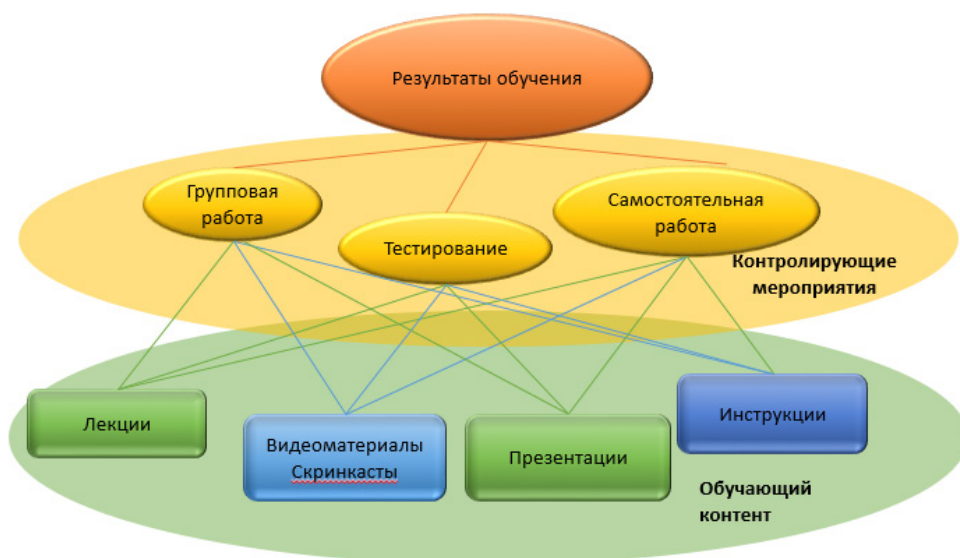 Результаты обучения
Групповая
работа
Самостоятельная
работа
Тестирование
Контролирующие
мероприятия
Лекции
Видеоматериалы
Скринкасты
Презентации
Инструкции
Обучающий
контент